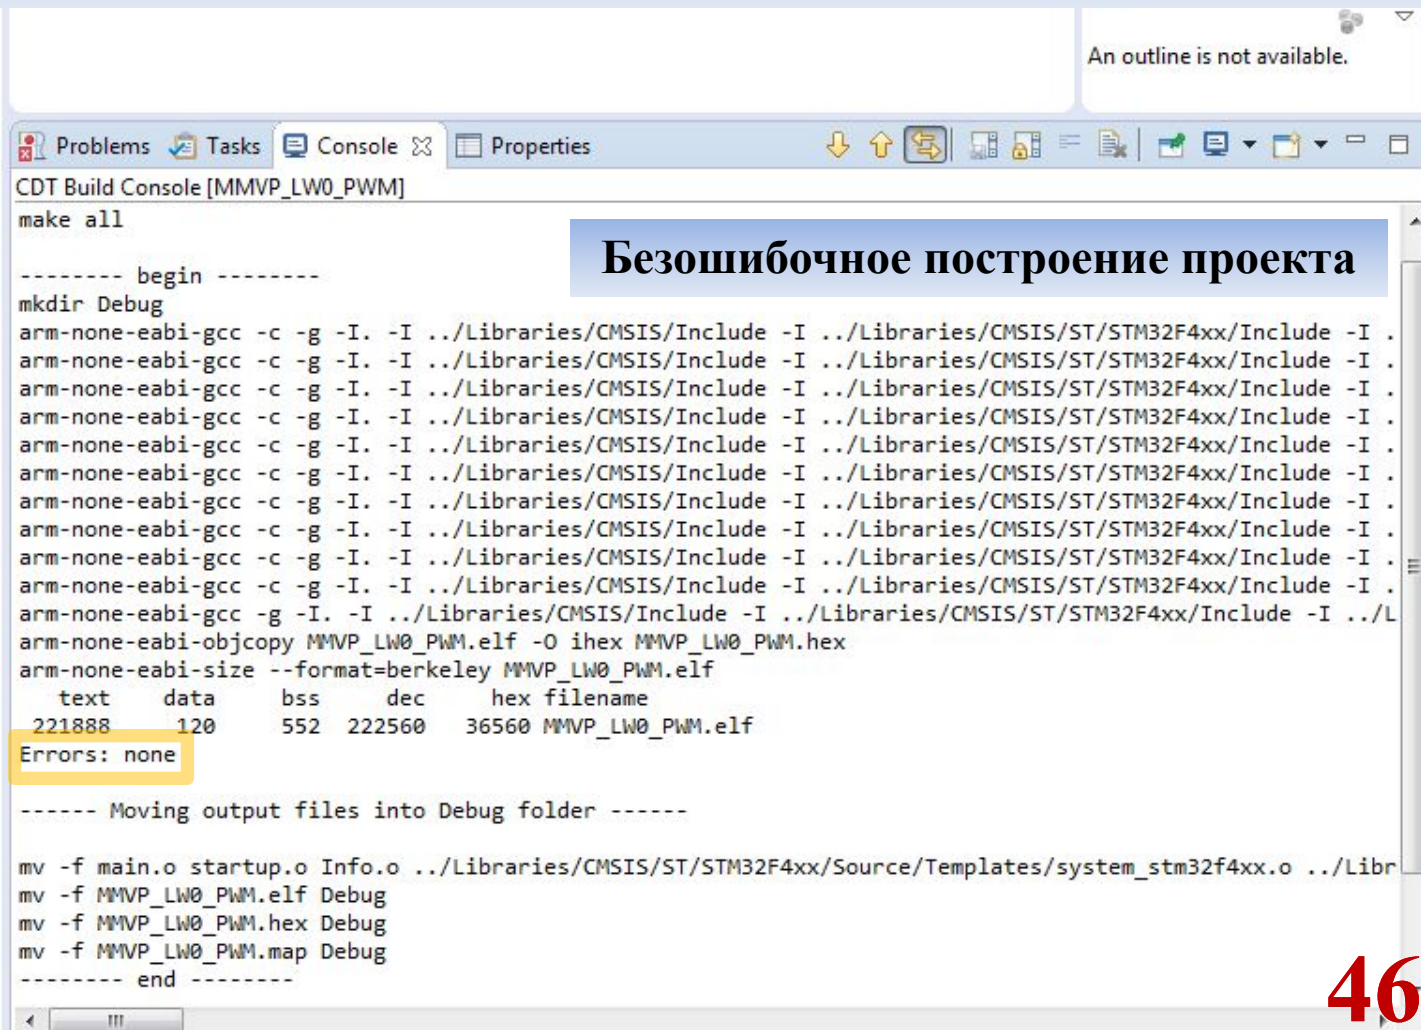 An outline is not available.
Problems Tasks Console Properties
CDT Build Console [MMVP_LW0_PWM]
make all
Безошибочное построение проекта
-------- begin --------
mkdir Debug
arm-none-eabi-gcc -c -g -I. -I ../Libraries/CMSIS/Include -I ../Libraries/CMSIS/ST/STM32F4xx/Include -I .
arm-none-eabi-gcc -c -g -I. -I ../Libraries/CMSIS/Include -I ../Libraries/CMSIS/ST/STM32F4xx/Include -I .
arm-none-eabi-gcc -c -g -I. -I ../Libraries/CMSIS/Include -I ../Libraries/CMSIS/ST/STM32F4xx/Include -I .
arm-none-eabi-gcc -c -g -I. -I ../Libraries/CMSIS/Include -I ../Libraries/CMSIS/ST/STM32F4xx/Include -I .
arm-none-eabi-gcc -c -g -I. -I ../Libraries/CMSIS/Include -I ../Libraries/CMSIS/ST/STM32F4xx/Include -I .
arm-none-eabi-gcc -c -g -I. -I ../Libraries/CMSIS/Include -I ../Libraries/CMSIS/ST/STM32F4xx/Include -I .
arm-none-eabi-gcc -c -g -I. -I ../Libraries/CMSIS/Include -I ../Libraries/CMSIS/ST/STM32F4xx/Include -I .
arm-none-eabi-gcc -c -g -I. -I ../Libraries/CMSIS/Include -I ../Libraries/CMSIS/ST/STM32F4xx/Include -I .
arm-none-eabi-gcc -c -g -I. -I ../Libraries/CMSIS/Include -I ../Libraries/CMSIS/ST/STM32F4xx/Include -I .
arm-none-eabi-gcc -c -g -I. -I ../Libraries/CMSIS/Include -I ../Libraries/CMSIS/ST/STM32F4xx/Include -I .
arm-none-eabi-gcc -g -I. -I ../Libraries/CMSIS/Include -I ../Libraries/CMSIS/ST/STM32F4xx/Include -I ../L
arm-none-eabi-objcopy MMVP_LW0_PWM.elf -O ihex MMVP_LW0_PWM.hex
arm-none-eabi-size --format=berkeley MMVP_LW0_PWM.elf
text data bss dec hex filename
221888 120 552 222560 36560 MMVP_LW0_PWM.elf
Errors: none
------ Moving output files into Debug folder ------
mv -f main.o startup.o Info.o ../Libraries/CMSIS/ST/STM32F4xx/Source/Templates/system_stm32f4xx.o ../Libr
mv -f MMVP_LW0_PWM.elf Debug
mv -f MMVP_LW0_PWM.hex Debug
mv -f MMVP_LW0_PWM.map Debug
-------- end --------
46